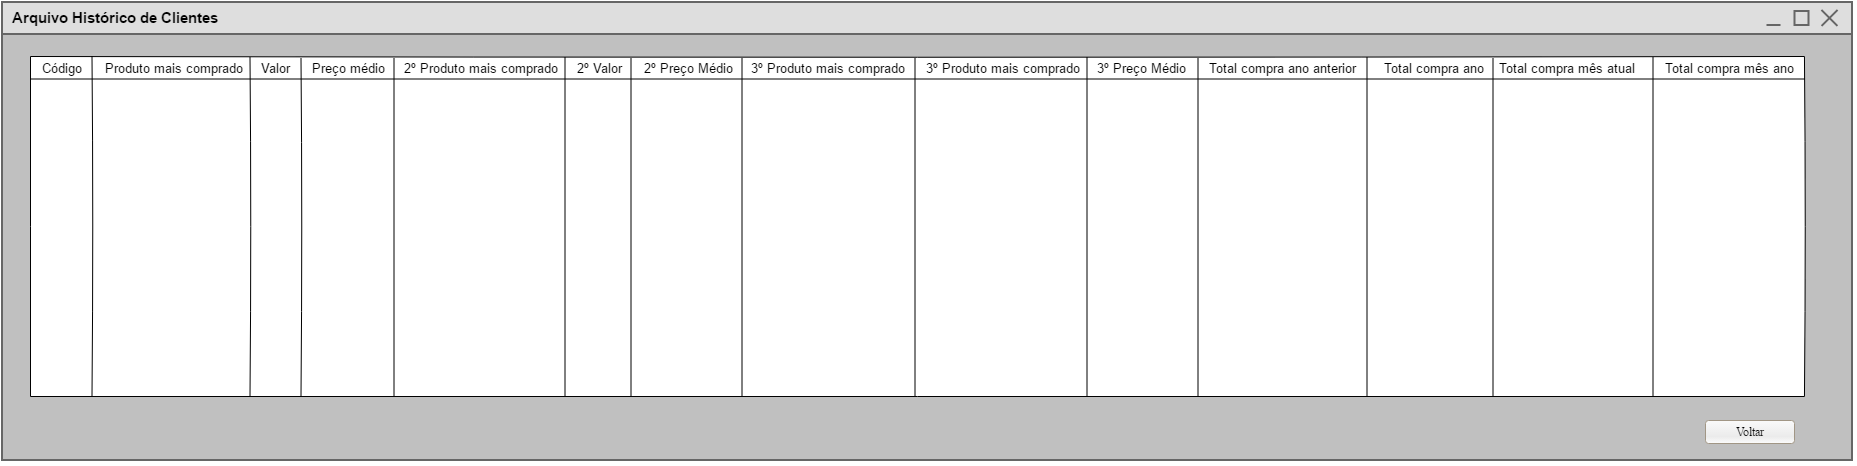 Arquivo Histórico de Clientes
Código Produto mais comprado Valor Preço médio 2º Produto mais comprado 2º Valor 2º Preço Médio 3º Produto mais comprado 3º Produto mais comprado 3º Preço Médio Total compra ano anterior Total compra ano Total compra mês atual Total compra mês ano
Voltar